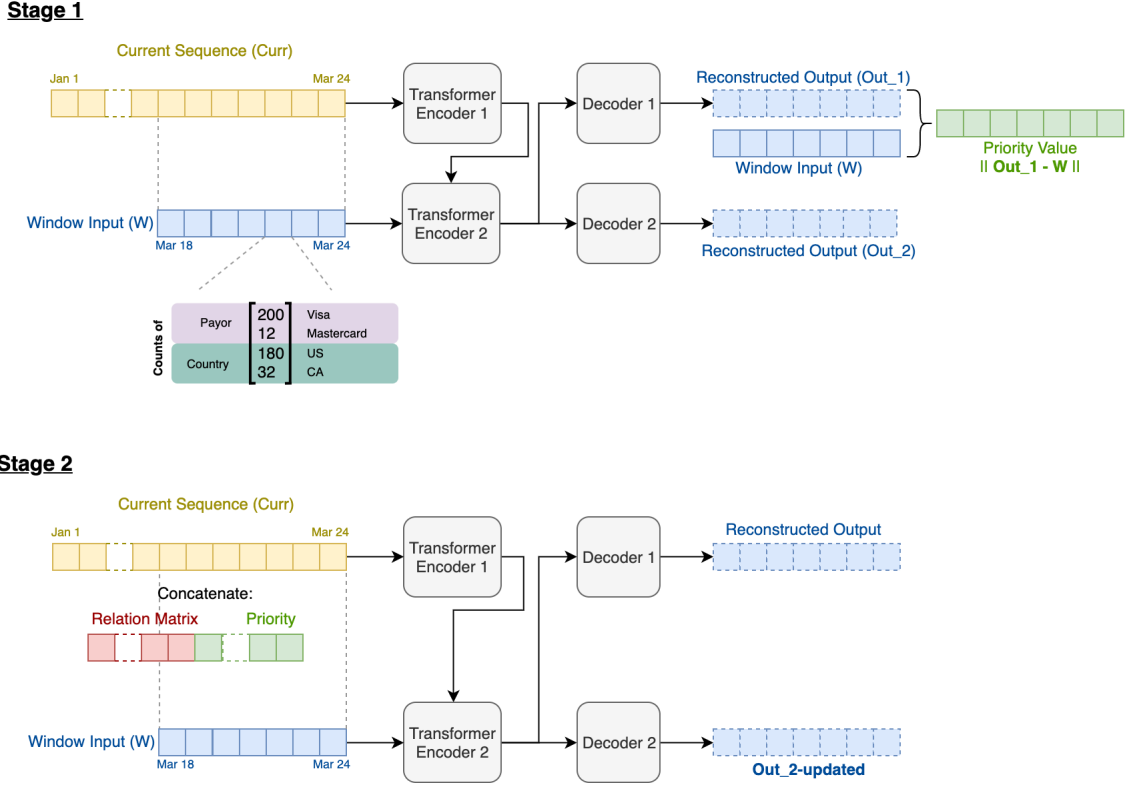 Stage 1
Current Sequence (Curr)
Jan 1
Mar 24
Transformer
Encoder 1
Decoder 1
Reconstructed Output (Out_1)
Window Input (W)
Priority Value
|| Out_1 - W ||
Window Input (W)
Mar 18
Mar 24
Transformer
Encoder 2
Decoder 2
Reconstructed Output (Out_2)
Counts of
Payor
200
Visa
12
Mastercard
Country
180
US
32
CA
Stage 2
Current Sequence (Curr)
Jan 1
Mar 24
Transformer
Encoder 1
Decoder 1
Reconstructed Output
Concatenate:
Relation Matrix
Priority
Window Input (W)
Mar 18
Mar 24
Transformer
Encoder 2
Decoder 2
Out_2-updated